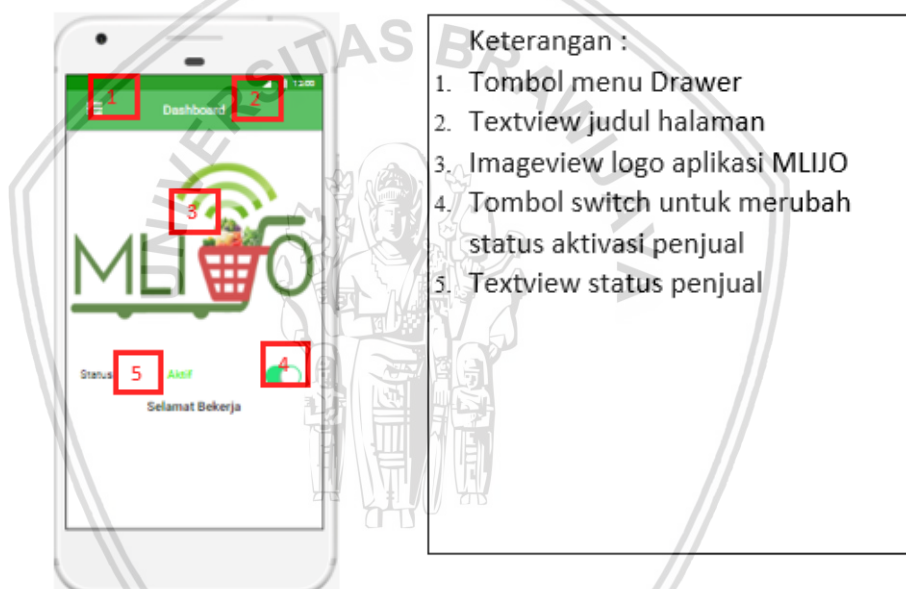 UNIVERSITAS BRAWIJAYA
1
2
12:00
Dashboard
3
MLIJO
4
Status
5
Aktif
Selamat Bekerja
Keterangan :
1. Tombol menu Drawer
2. Textview judul halaman
3. Imageview logo aplikasi MLIJO
4. Tombol switch untuk merubah
status aktivasi penjual
5. Textview status penjual